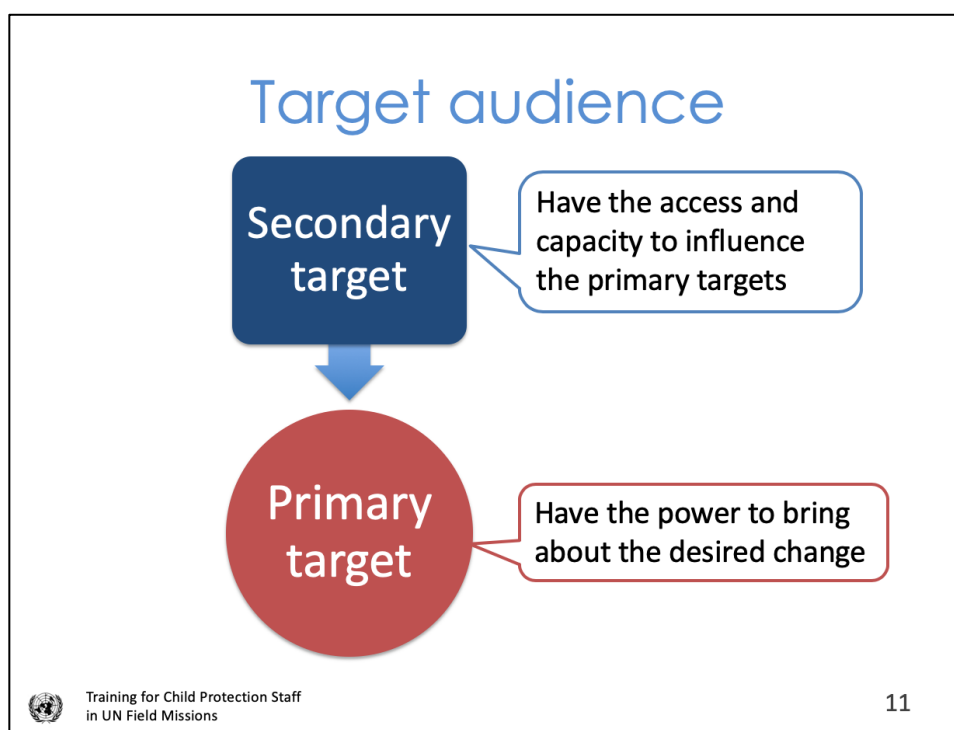 Target audience
Secondary
target
Have the access and
capacity to influence
the primary targets
Primary
target
Have the power to bring
about the desired change
Training for Child Protection Staff
in UN Field Missions
11